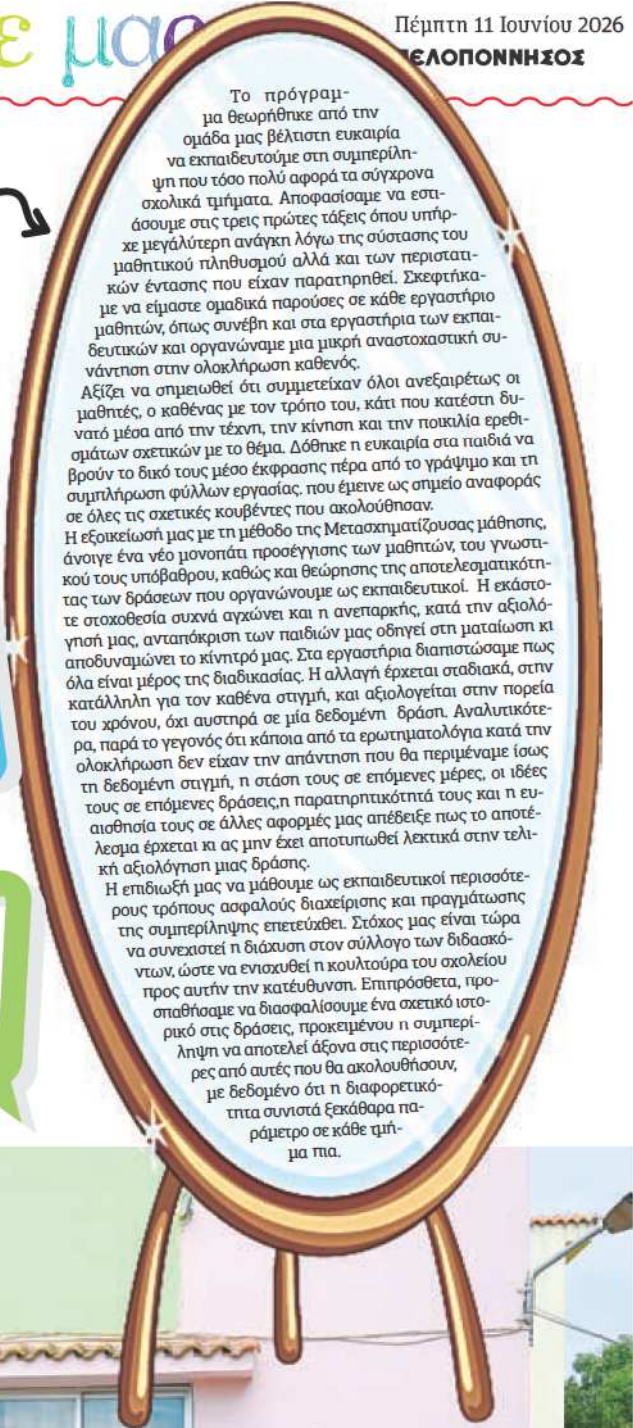 ε μας
Πέμπτη 11 Ιουνίου 2026
ΠΕΛΟΠΟΝΝΗΣΟΣ
Το πρόγραμ-
μα θεωρήθηκε από την
ομάδα μας βέλτιστη ευκαιρία
να εκπαιδευτούμε στη συμπερίλη-
ψη που τόσο πολύ αφορά τα σύγχρονα
σχολικά τμήματα. Αποφασίσαμε να εστι-
άσουμε στις τρεις πρώτες τάξεις όπου υπήρ-
χε μεγάλύτερη ανάγκη λόγω της σύστασης του
μαθητικού πληθυσμού αλλά και των περιστατι-
κών έντασης που είχαν παρατηρηθεί. Σκεφτήκα-
με να είμαστε ομαδικά παρούσες σε κάθε εργαστήριο
μαθητών, όπως συνέβη και στα εργαστήρια των εκπαι-
δευτικών και οργανώναμε μια μικρή αναστοχαστική συ-
νάντηση στην ολοκλήρωση καθενός.
Αξίζει να σημειωθεί ότι συμμετείχαν όλοι ανεξαιρέτως οι
μαθητές, ο καθένας με τον τρόπο του, κάτι που κατέστη δυ-
νατό μέσα από την τέχνη, την κίνηση και την ποικιλία ερεθι-
σμάτων σχετικών με το θέμα. Δόθηκε η ευκαιρία στα παιδιά να
βρούν το δικό τους μέσο έκφρασης πέρα από το γράψιμο και τη
συμπλήρωση φύλλων εργασίας. που έμεινε ως σημείο αναφοράς
σε όλες τις σχετικές κουβέντες που ακολούθησαν.
Η εξοικείωσή μας με τη μέθοδο της Μετασχηματίζουσας μάθησης,
άνοιγε ένα νέο μονοπάτι προσέγγισης των μαθητών, του γνωστι-
κού τους υπόβαθρου, καθώς και θεώρησης της αποτελεσματικότη-
τας των δράσεων που οργανώνουμε ως εκπαιδευτικοί. Η εκάστο-
τε στοχοθεσία συχνά αγχώνει και η ανεπαρκής, κατά την αξιολό-
γησή μας, ανταπόκριση των παιδιών μας οδηγεί στη ματαίωση κι
αποδυναμώνει το κίνητρό μας. Στα εργαστήρια διαπιστώσαμε πως
όλα είναι μέρος της διαδικασίας. Η αλλαγή έρχεται σταδιακά, στην
κατάλληλη για τον καθένα στιγμή, και αξιολογείται στην πορεία
του χρόνου, όχι αυστηρά σε μία δεδομένη δράση. Αναλυτικότε-
ρα, παρά το γεγονός ότι κάποια από τα ερωτηματολόγια κατά την
ολοκλήρωση δεν είχαν την απάντηση που θα περιμέναμε ίσως
τη δεδομένη στιγμή, η στάση τους σε επόμενες μέρες, οι ιδέες
τους σε επόμενες δράσεις,η παρατηρητικότητά τους και η ευ-
αισθησία τους σε άλλες αφορμές μας απέδειξε πως το αποτέ-
λεσμα έρχεται κι ας μην έχει αποτυπωθεί λεκτικά στην τελι-
κή αξιολόγηση μιας δράσης.
Η επιδιωξή μας να μάθουμε ως εκπαιδευτικοί περισσότε-
ρους τρόπους ασφαλούς διαχείρισης και πραγμάτωσης
της συμπερίληψης επετεύχθει. Στόχος μας είναι τώρα
να συνεχιστεί η διάχυση στον σύλλογο των διδασκό-
ντων, ώστε να ενισχυθεί η κουλτούρα του σχολείου
προς αυτήν την κατέυθυνση. Επιπρόσθετα, προ-
σπαθήσαμε να διασφαλίσουμε ένα σχετικό ιστο-
ρικό στις δράσεις, προκειμένου η συμπερί-
ληψη να αποτελεί άξονα στις περισσότε-
ρες από αυτές που θα ακολουθήσουν,
με δεδομένο ότι η διαφορετικό-
τητα συνιστά ξεκάθαρα πα-
ράμετρο σε κάθε τμή-
μα πια.